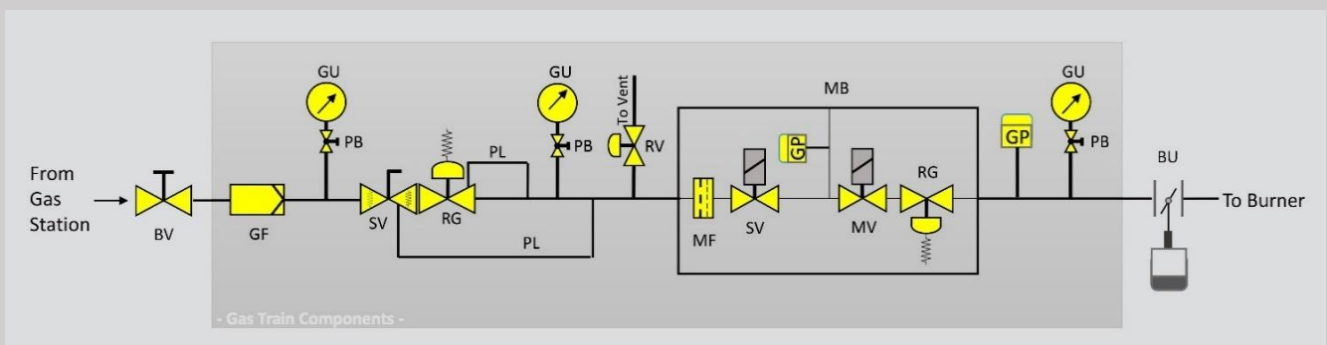 GU
PB
GU
PB
To Vent
RV
MB
GP
GU
PB
GP
BU
From
Gas
Station
BV
GF
SV
RG
PL
PL
MF
SV
MV
RG
To Burner
- Gas Train Components -